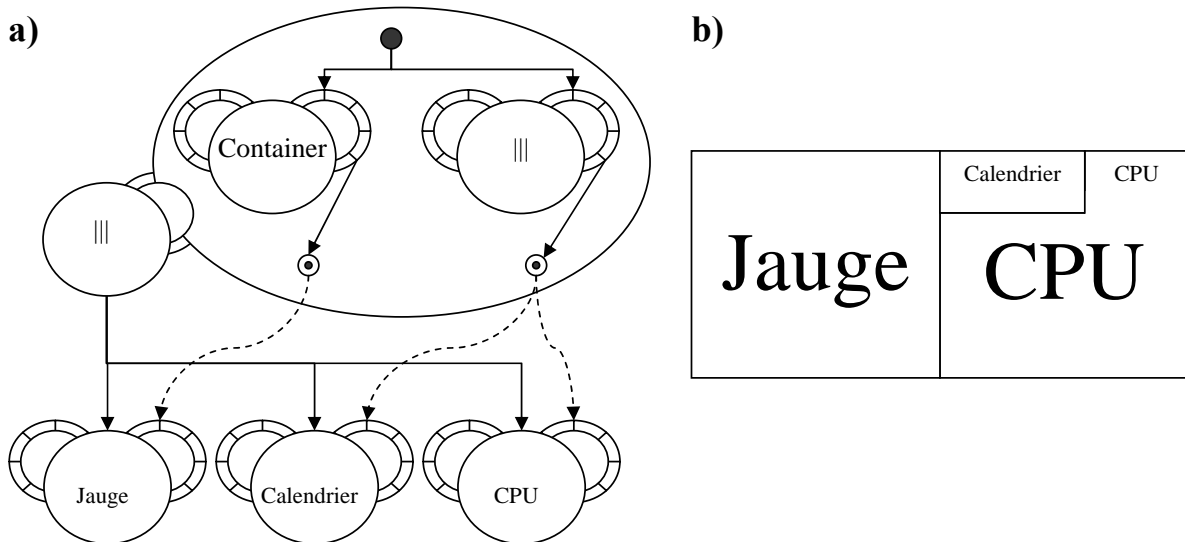 a)
Container
|||
|||
Jauge
Calendrier
CPU
b)
Calendrier
CPU
Jauge
CPU